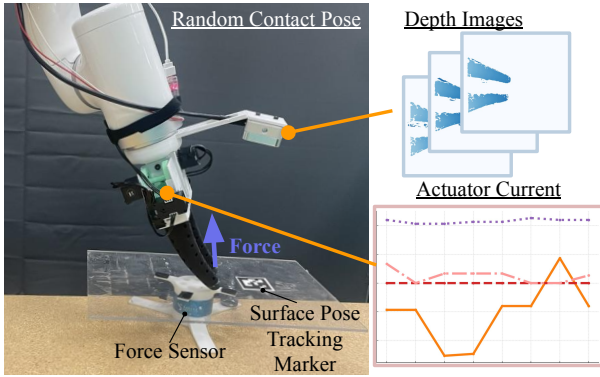 Random Contact Pose
Depth Images
Actuator Current
Force
Surface Pose
Tracking
Marker
Force Sensor